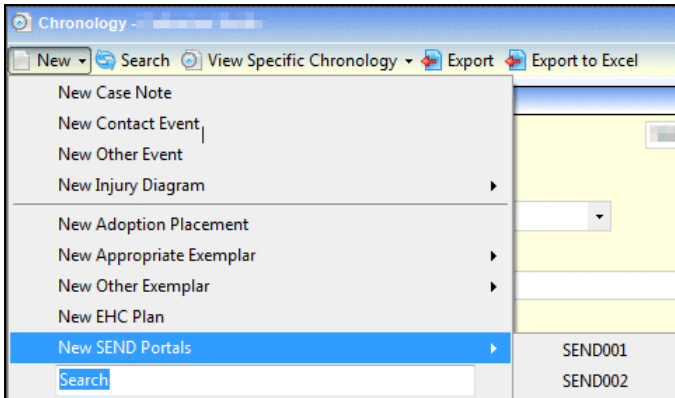 Chronology -
New Search View Specific Chronology Export Export to Excel
New Case Note
New Contact Event
New Other Event
New Injury Diagram
New Adoption Placement
New Appropriate Exemplar
New Other Exemplar
New EHC Plan
New SEND Portals SEND001
Search SEND002